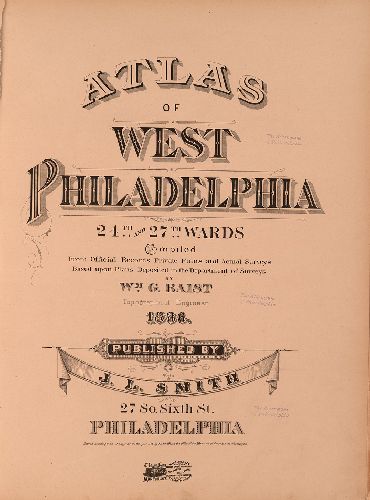 ATLAS
OF
WEST
PHILADELPHIA
24TH AND 27TH WARDS
Compiled
From Official Records Private Plans and Actual Surveys
Based upon Plans Deposited in the Department of Surveys
BY
WM G. BAIST
Topographical Engineer
1886.
PUBLISHED BY
J. L. SMITH
27 So. Sixth St.
PHILADELPHIA